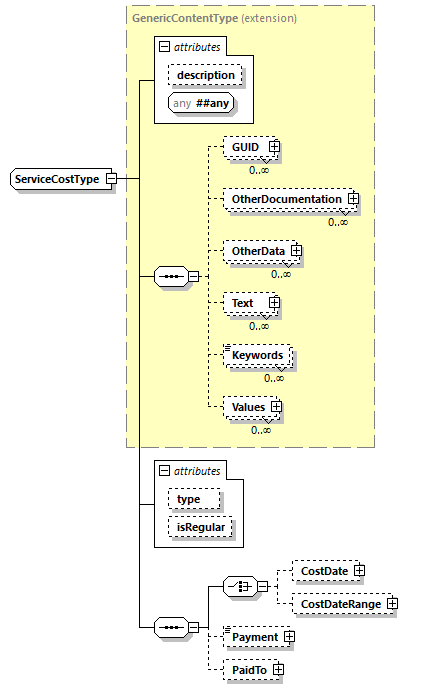 GenericContentType (extension)
attributes
description
any ##any
ServiceCostType
GUID
0..∞
OtherDocumentation
0..∞
OtherData
0..∞
Text
0..∞
Keywords
0..∞
Values
0..∞
attributes
type
isRegular
CostDate
CostDateRange
Payment
PaidTo